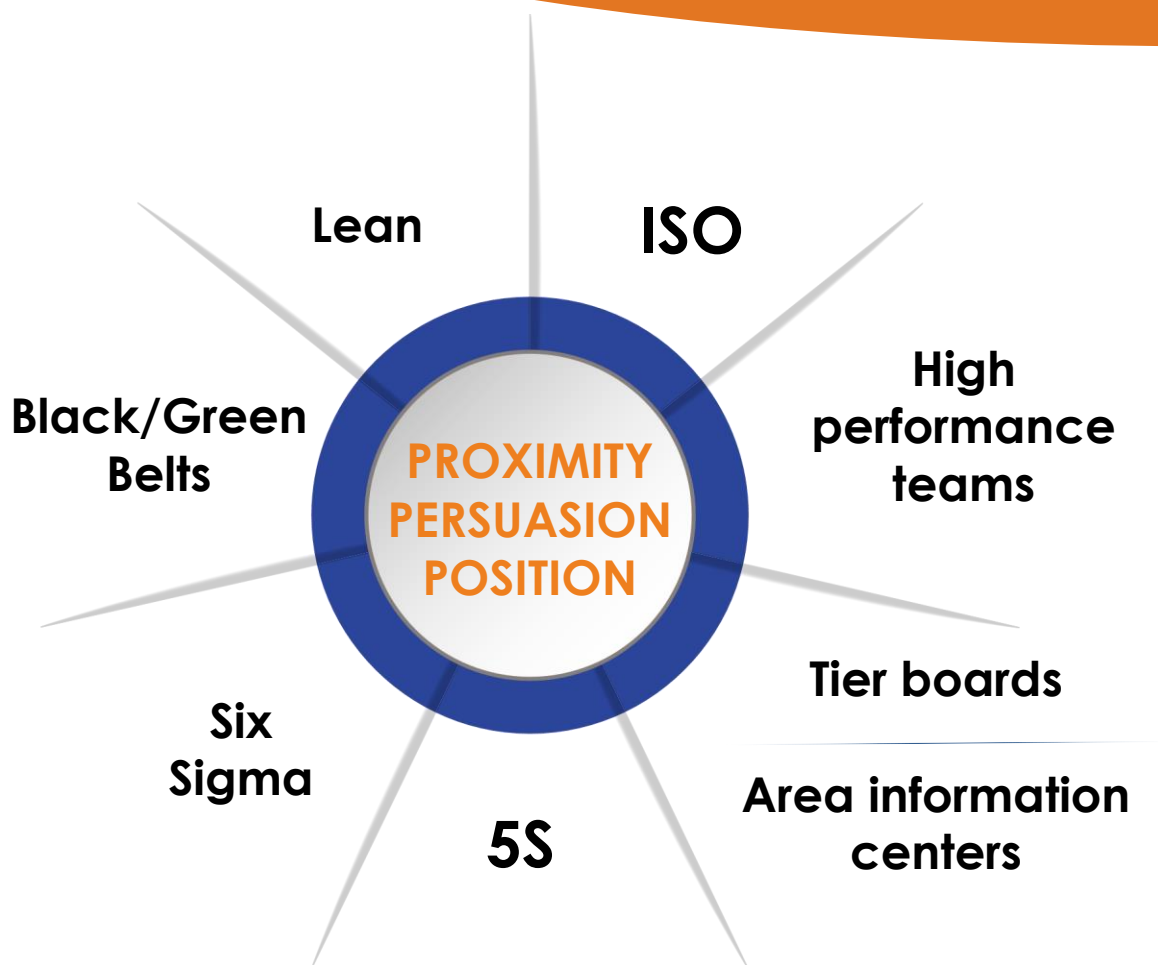 Lean
ISO
High
performance
teams
Black/Green
Belts
PROXIMITY
PERSUASION
POSITION
Tier boards
Six
Sigma
Area information
centers
5S